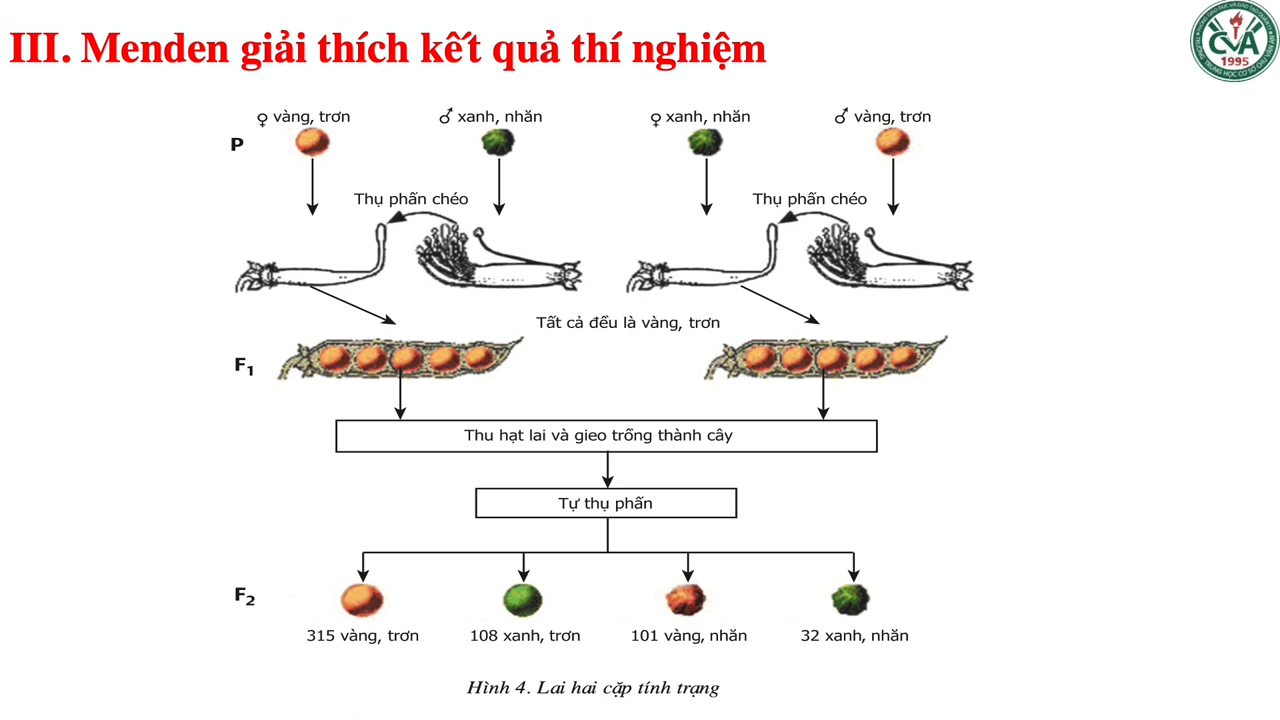 III. Menden giải thích kết quả thí nghiệm
CVA
1995
♀ vàng, trơn ♂ xanh, nhăn ♀ xanh, nhăn ♂ vàng, trơn
P
Thụ phấn chéo Thụ phấn chéo
Tất cả đều là vàng, trơn
F1
Thu hạt lai và gieo trồng thành cây
Tự thụ phấn
F2
315 vàng, trơn 108 xanh, trơn 101 vàng, nhăn 32 xanh, nhăn
Hình 4. Lai hai cặp tính trạng